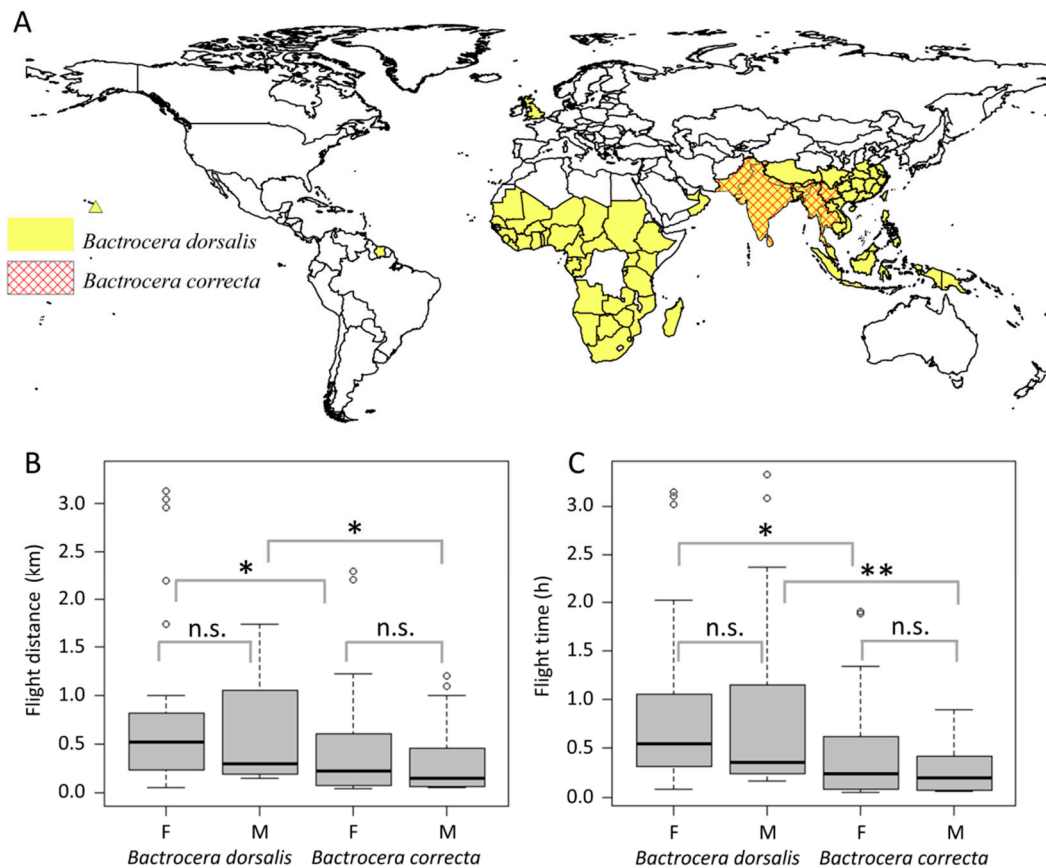 A
Bactrocera dorsalis
Bactrocera correcta
B
Flight distance (km)
3.0
2.5
2.0
1.5
1.0
0.5
0.0
*
*
n.s.
n.s.
F M F M
Bactrocera dorsalis Bactrocera correcta
C
Flight time (h)
3.0
2.5
2.0
1.5
1.0
0.5
0.0
*
**
n.s.
n.s.
F M F M
Bactrocera dorsalis Bactrocera correcta